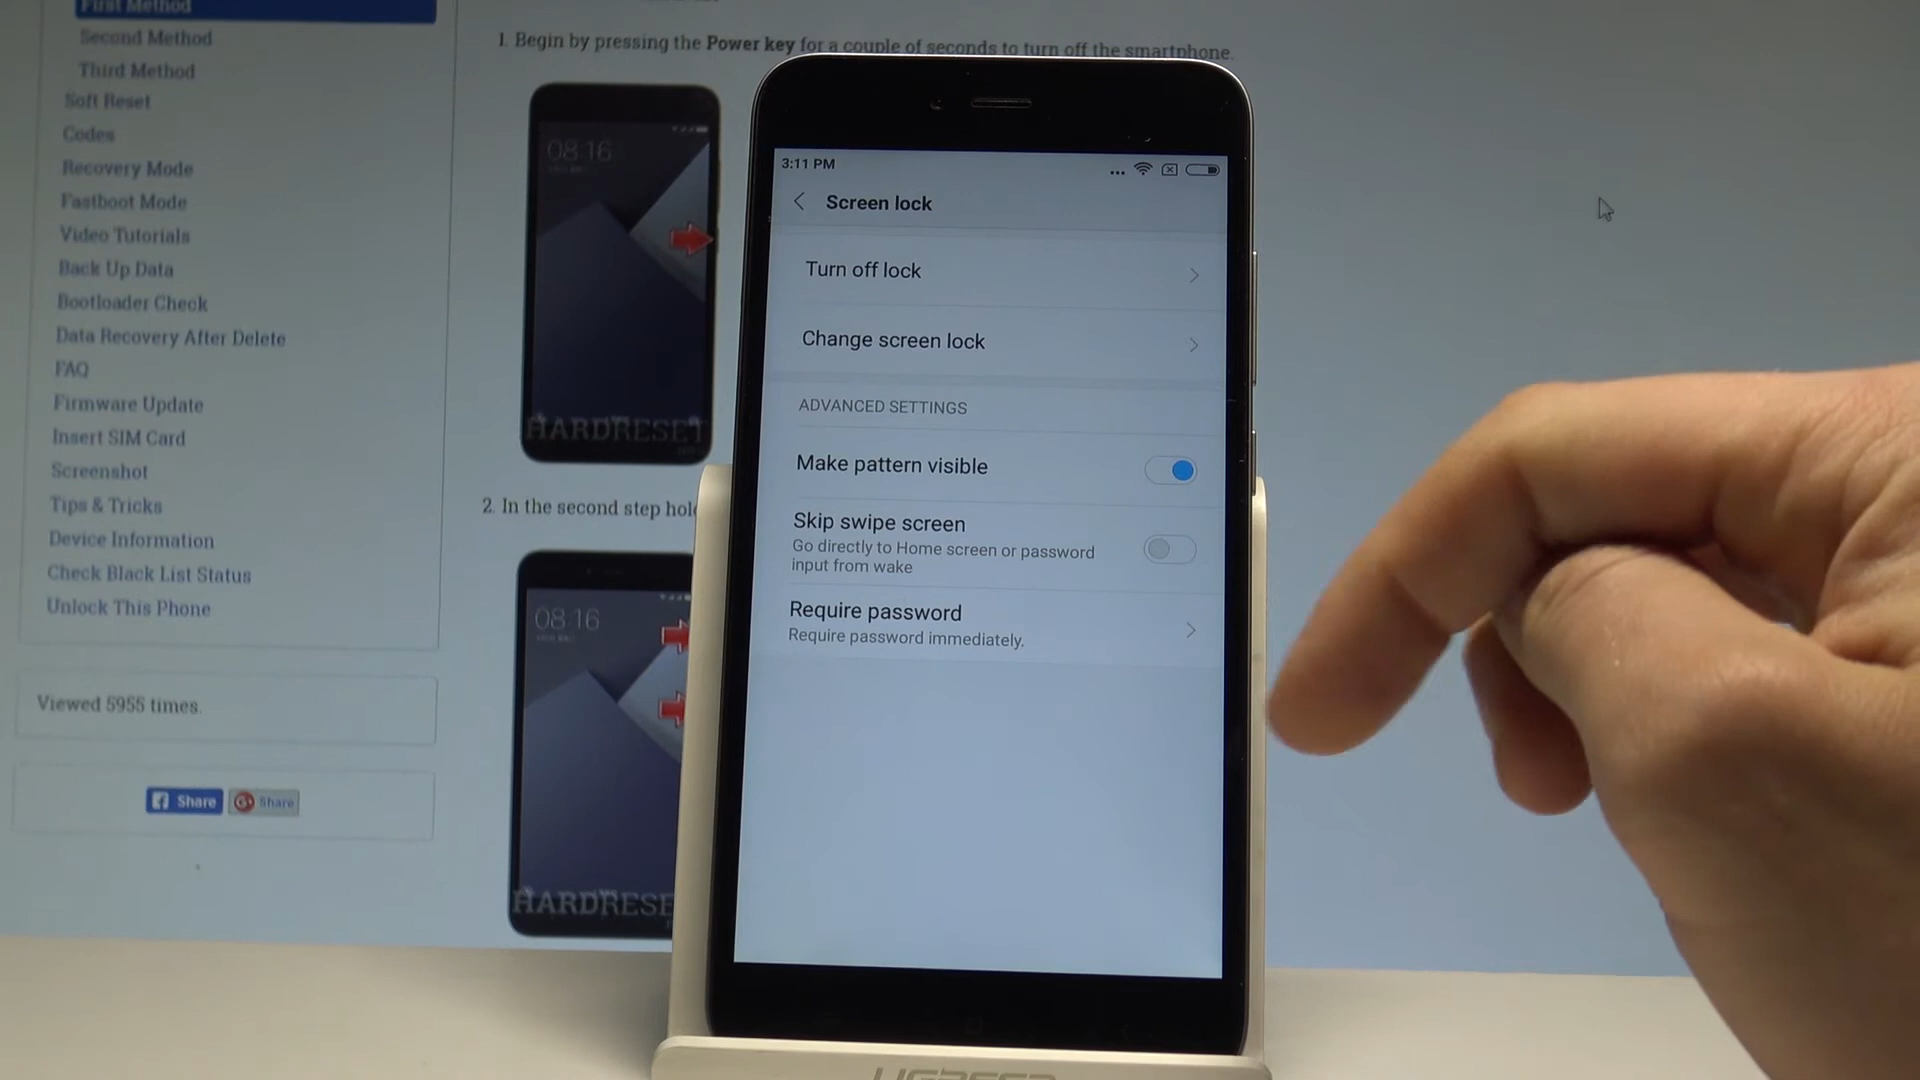 First Method
Second Method
Third Method
Soft Reset
Codes
Recovery Mode
Fastboot Mode
Video Tutorials
Back Up Data
Bootloader Check
Data Recovery After Delete
FAQ
Firmware Update
Insert SIM Card
Screenshot
Tips & Tricks
Device Information
Check Black List Status
Unlock This Phone
Viewed 5955 times.
Share
Share
1. Begin by pressing the Power key for a couple of seconds to turn off the smartphone.
08:16
HARDRESET
2. In the second step hol
08:16
HARDRESE
3:11 PM
Screen lock
Turn off lock
Change screen lock
ADVANCED SETTINGS
Make pattern visible
Skip swipe screen
Go directly to Home screen or password
input from wake
Require password
Require password immediately.
UGREEN